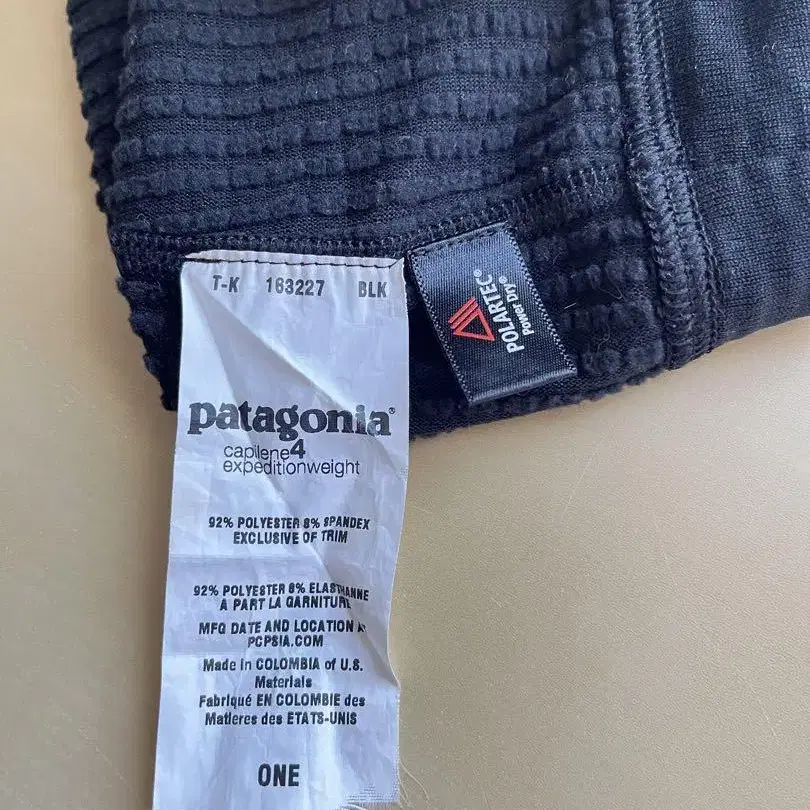 T-K 163227 BLK
patagonia®
capilene4
expeditionweight
92% POLYESTER 8% SPANDEX
EXCLUSIVE OF TRIM
92% POLYESTER 8% ELASTHANNE
A PART LA GARNITURE
MFG DATE AND LOCATION
PCPSIA.COM
Made in COLOMBIA of U.S.
Materials
Fabriqué EN COLOMBIE des
Matieres des ETATS-UNIS
ONE
POLARTEC®
Power Dry®